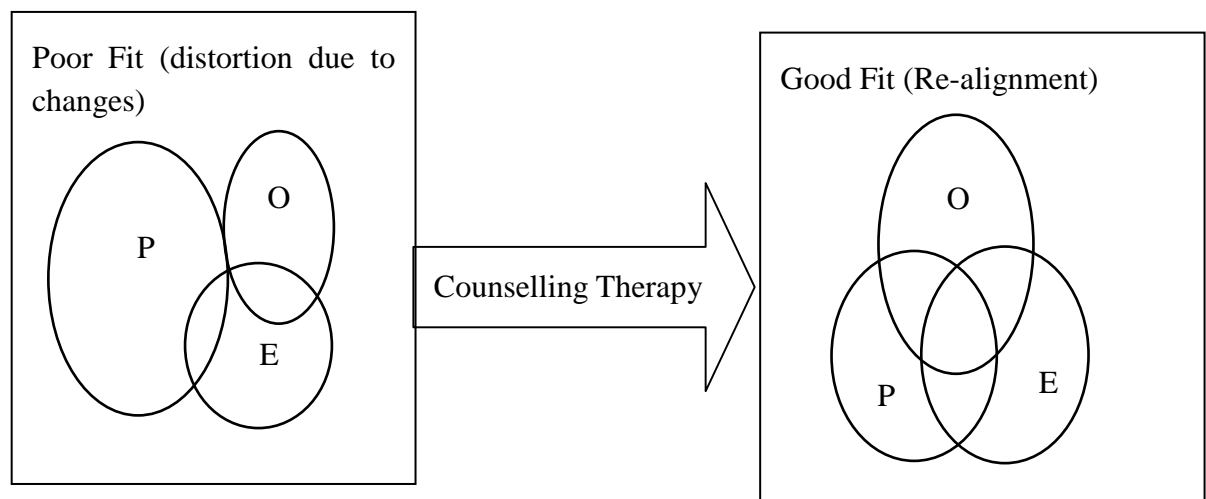 Poor Fit (distortion due to
changes)
O
P
E
Counselling Therapy
Good Fit (Re-alignment)
O
P
E